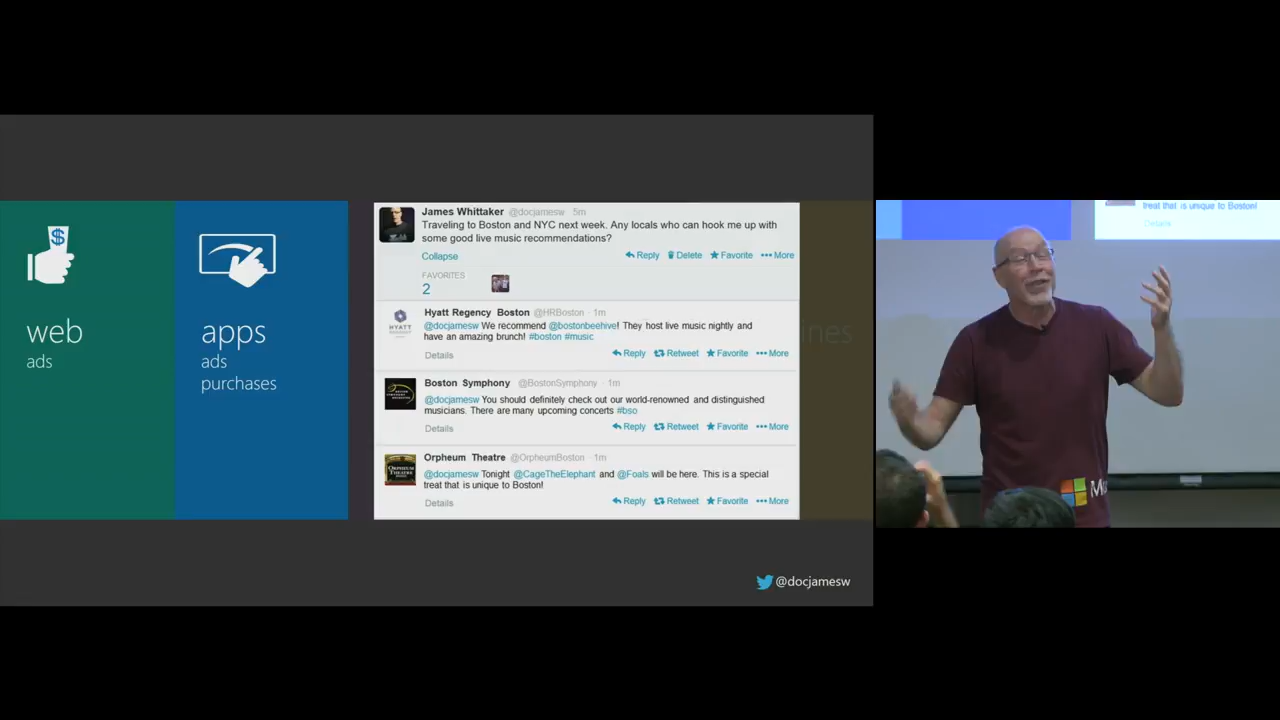 web
ads
apps
ads
purchases
James Whittaker @docjamesw 5m
Traveling to Boston and NYC next week. Any locals who can hook me up with
some good live music recommendations?
Collapse Reply Delete Favorite More
FAVORITES
2
Hyatt Regency Boston @HRBoston · 1m
@docjamesw We recommend @bostonbeehive! They host live music nightly and
have an amazing brunch! #boston #music
Details Reply Retweet Favorite More
HYATT
REGENCY
Boston Symphony @BostonSymphony · 1m
@docjamesw You should definitely check out our world-renowned and distinguished
musicians. There are many upcoming concerts #bso
Details Reply Retweet Favorite More
Orpheum Theatre @OrpheumBoston · 1m
@docjamesw Tonight @CageTheElephant and @Foals will be here. This is a special
treat that is unique to Boston!
Details Reply Retweet Favorite More
ORPHEUM
THEATRE
ines
@docjamesw
treat that is unique to Boston!
Details
M